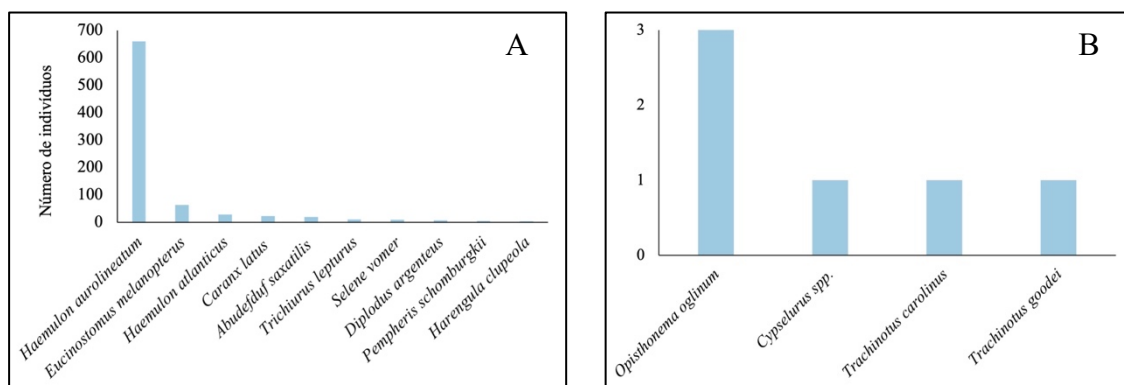 A
Número de indivíduos
700
600
500
400
300
200
100
0
Haemulon aurolineatum
Eucinostomus melanopterus
Haemulon atlanticus
Caranx latus
Abudefduf saxatilis
Trichiurus lepturus
Selene vomer
Diplodus argenteus
Pempheris schomburgkii
Harengula clupeola
B
3
2
1
0
Opisthonema oglinum
Cypselurus spp.
Trachinotus carolinus
Trachinotus goodei